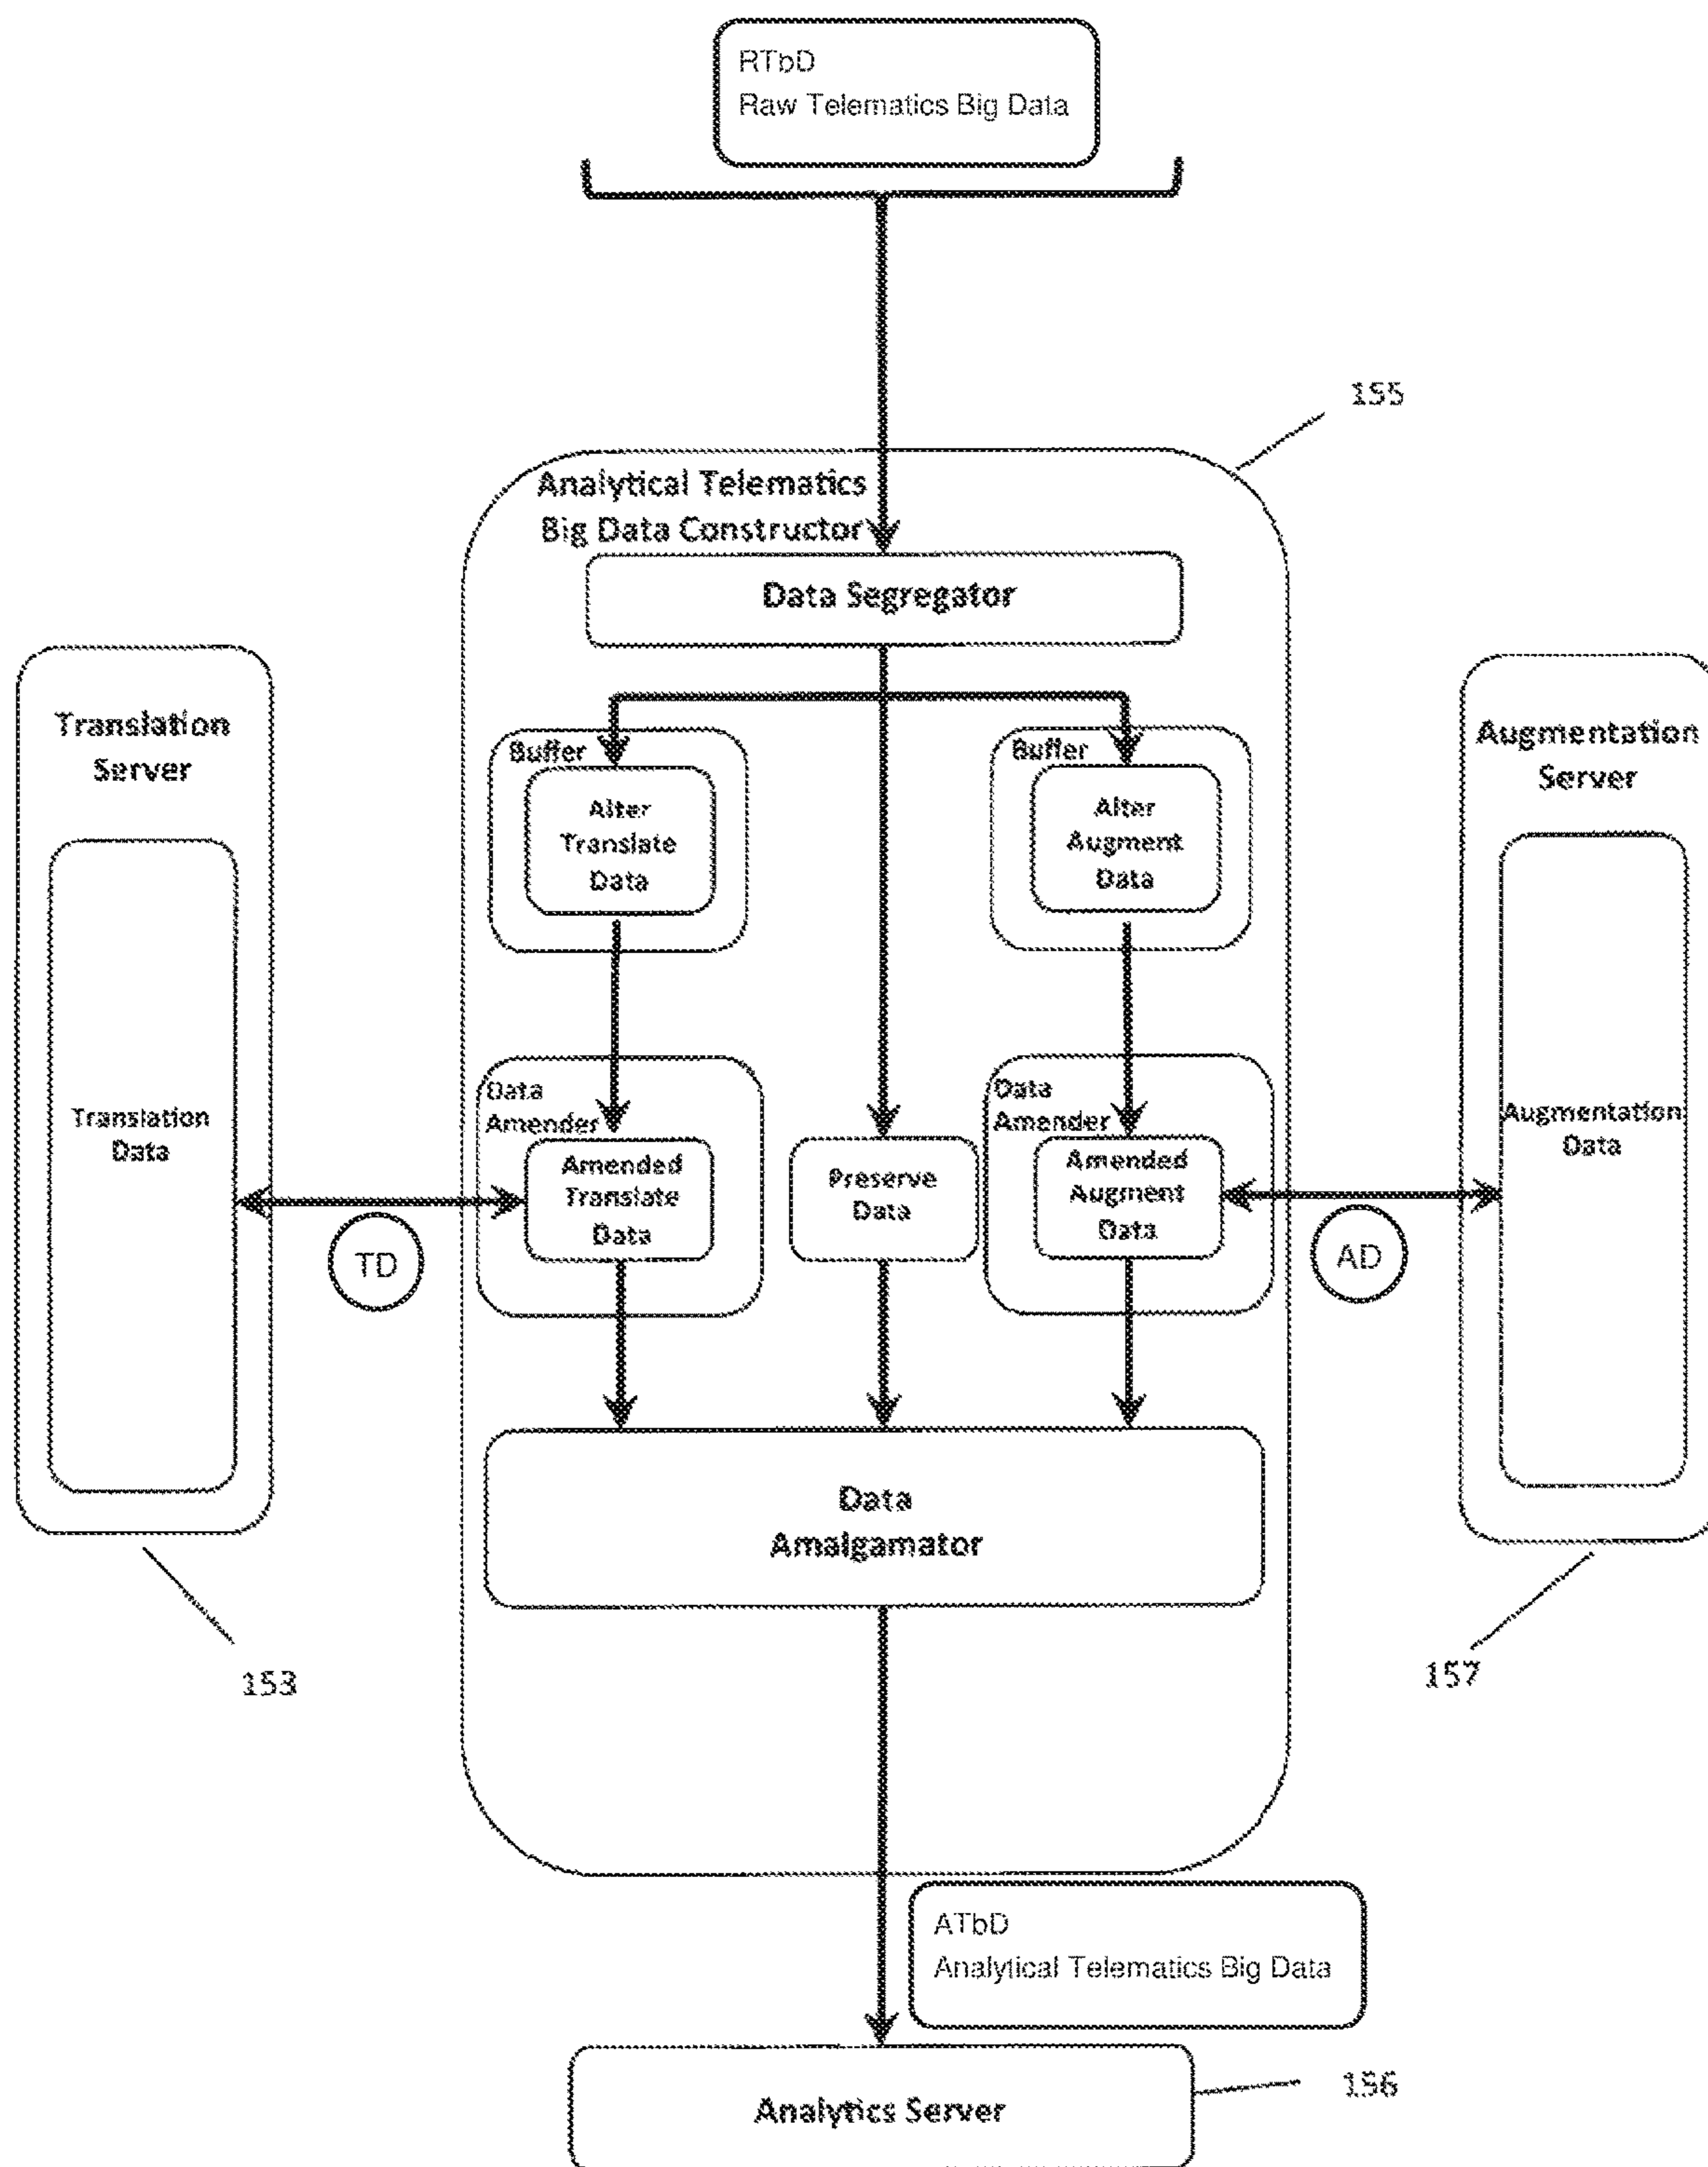 RTbD
Raw Telematics Big Data
155
Analytical Telematics
Big Data Constructor
Data Segregator
Translation
Server
Augmentation
Server
Buffer
Alter
Translate
Data
Buffer
Alter
Augment
Data
Translation
Data
Data
Amender
Amended
Translate
Data
Preserve
Data
Data
Amender
Amended
Augment
Data
Augmentation
Data
TD
AD
Data
Amalgamator
153
157
ATbD
Analytical Telematics Big Data
Analytics Server
156